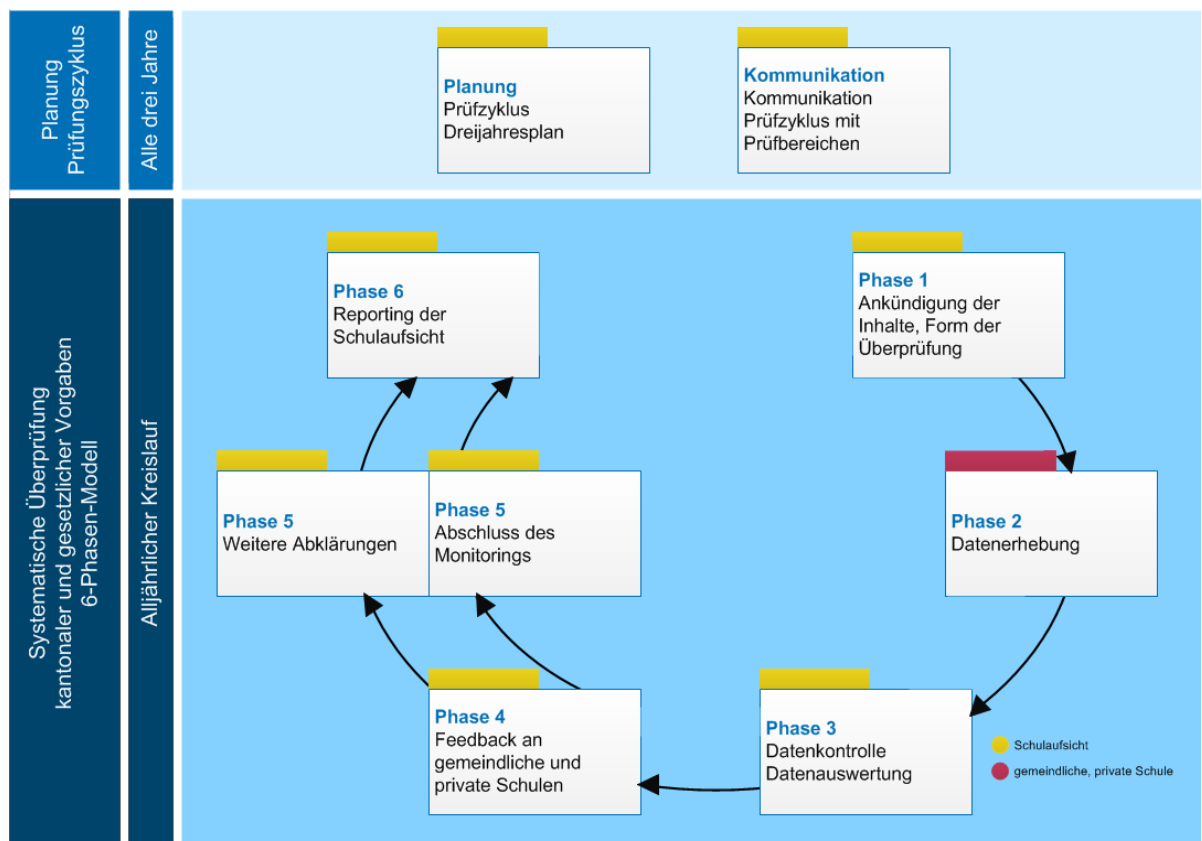 Planung
Prüfungszyklus
Alle drei Jahre
Planung
Prüfzyklus
Dreijahresplan
Kommunikation
Kommunikation
Prüfzyklus mit
Prüfbereichen
Systematische Überprüfung
kantonaler und gesetzlicher Vorgaben
6-Phasen-Modell
Alljährlicher Kreislauf
Phase 6
Reporting der
Schulaufsicht
Phase 1
Ankündigung der
Inhalte, Form der
Überprüfung
Phase 5
Weitere Abklärungen
Phase 5
Abschluss des
Monitorings
Phase 2
Datenerhebung
Phase 4
Feedback an
gemeindliche und
private Schulen
Phase 3
Datenkontrolle
Datenauswertung
Schulaufsicht
gemeindliche, private Schule